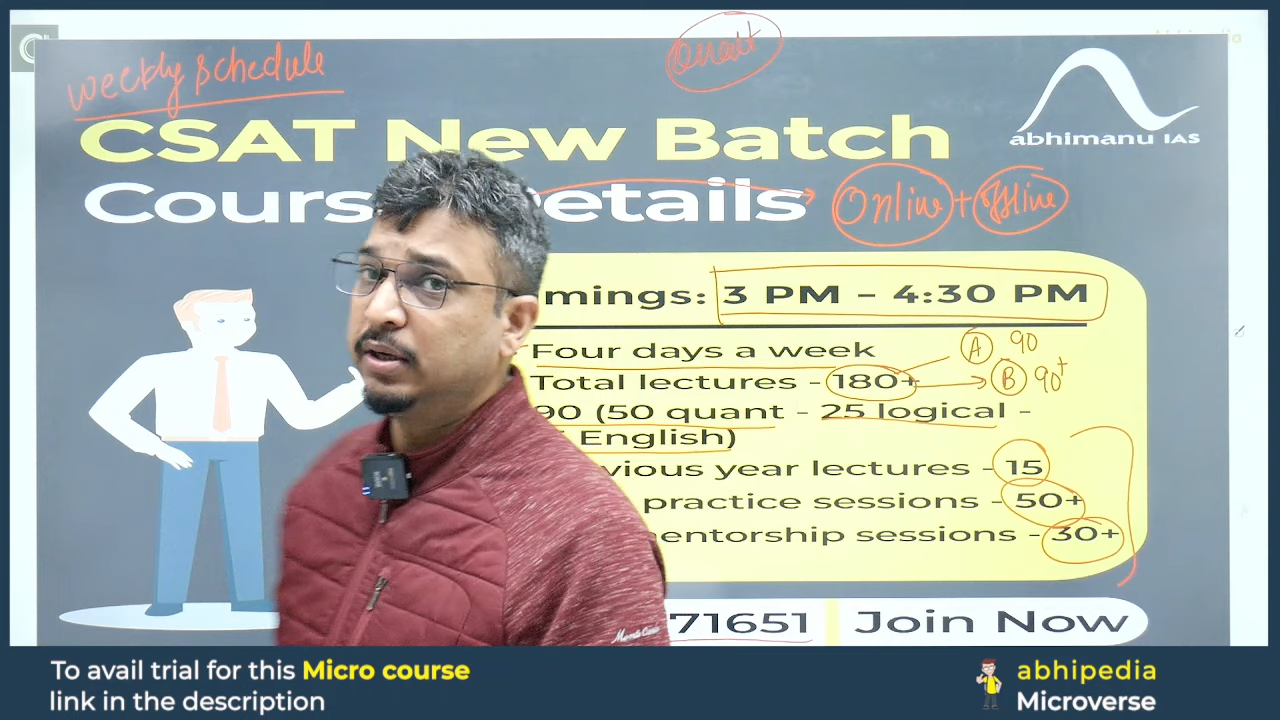 weekly schedule
CSAT New Batch
abhimanu IAS
Online + offline
mings: 3 PM – 4:30 PM
Four days a week
A 90
Total lectures - 180+
B 90+
90 (50 quant - 25 logical -
English)
vious year lectures - 15
practice sessions - 50+
entorship sessions - 30+
71651 Join Now
To avail trial for this Micro course
link in the description
abhipedia
Microverse